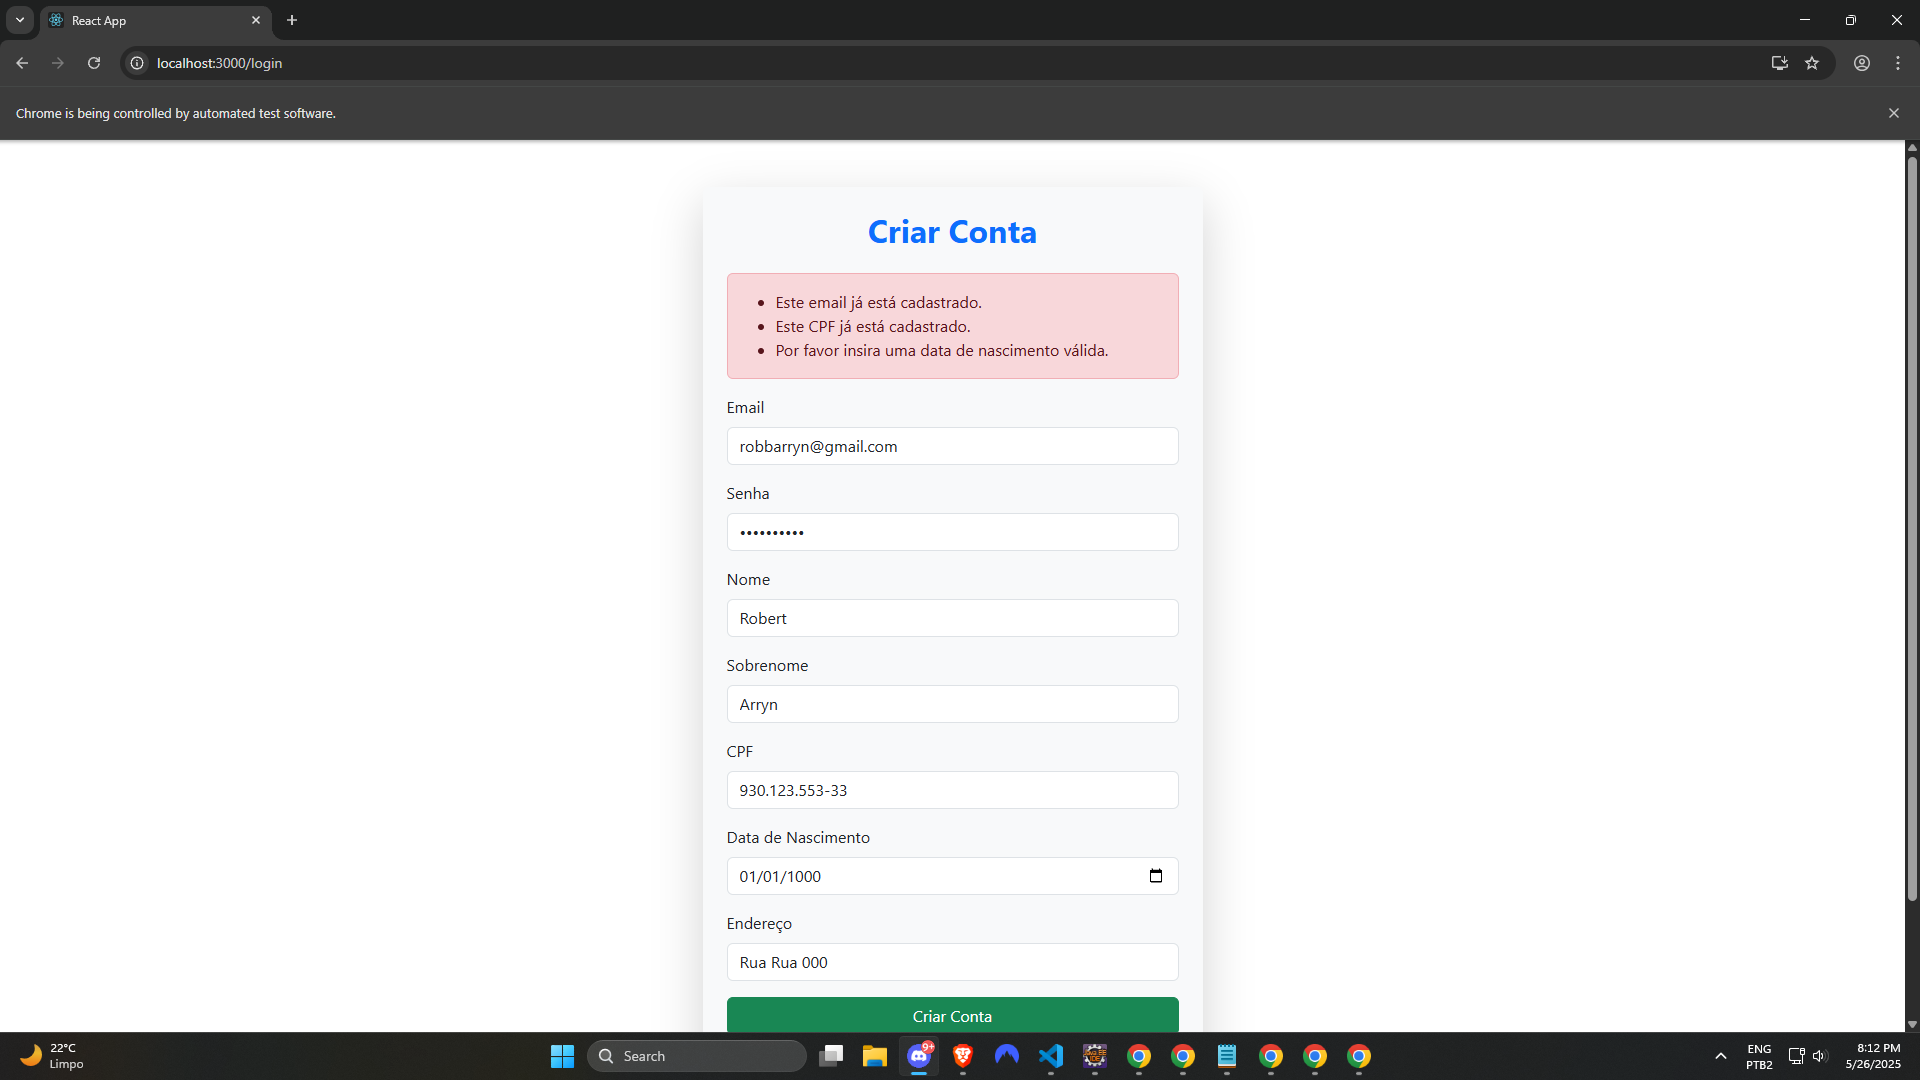 React App
localhost:3000/login
Chrome is being controlled by automated test software.
Criar Conta
Este email já está cadastrado.
Este CPF já está cadastrado.
Por favor insira uma data de nascimento válida.
Email
robbarryn@gmail.com
Senha
••••••••••
Nome
Robert
Sobrenome
Arryn
CPF
930.123.553-33
Data de Nascimento
01/01/1000
Endereço
Rua Rua 000
Criar Conta
22°C
Limpo
Search
9+
ENG
PTB2
8:12 PM
5/26/2025